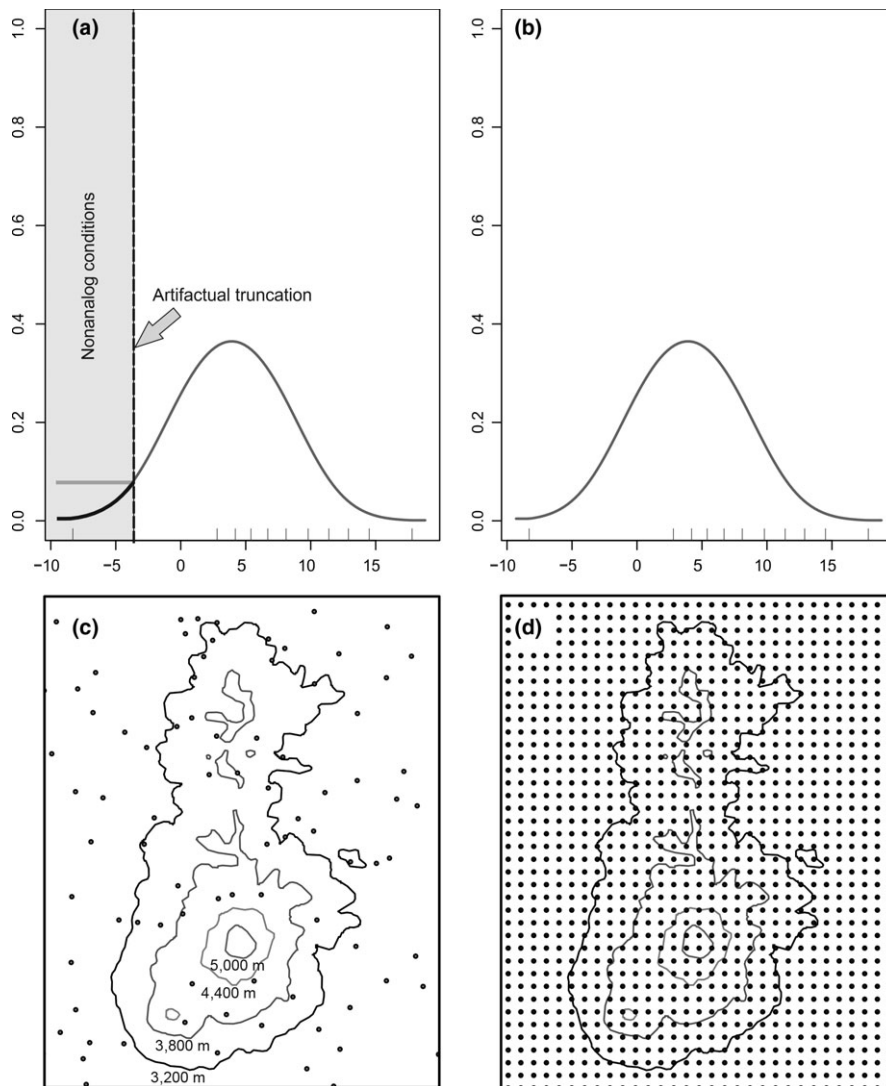 (a)
1.0
0.8
0.6
0.4
0.2
0.0
Nonanalog conditions
Artifactual truncation
−10 −5 0 5 10 15
(b)
1.0
0.8
0.6
0.4
0.2
0.0
−10 −5 0 5 10 15
(c)
5,000 m
4,400 m
3,800 m
3,200 m
(d)